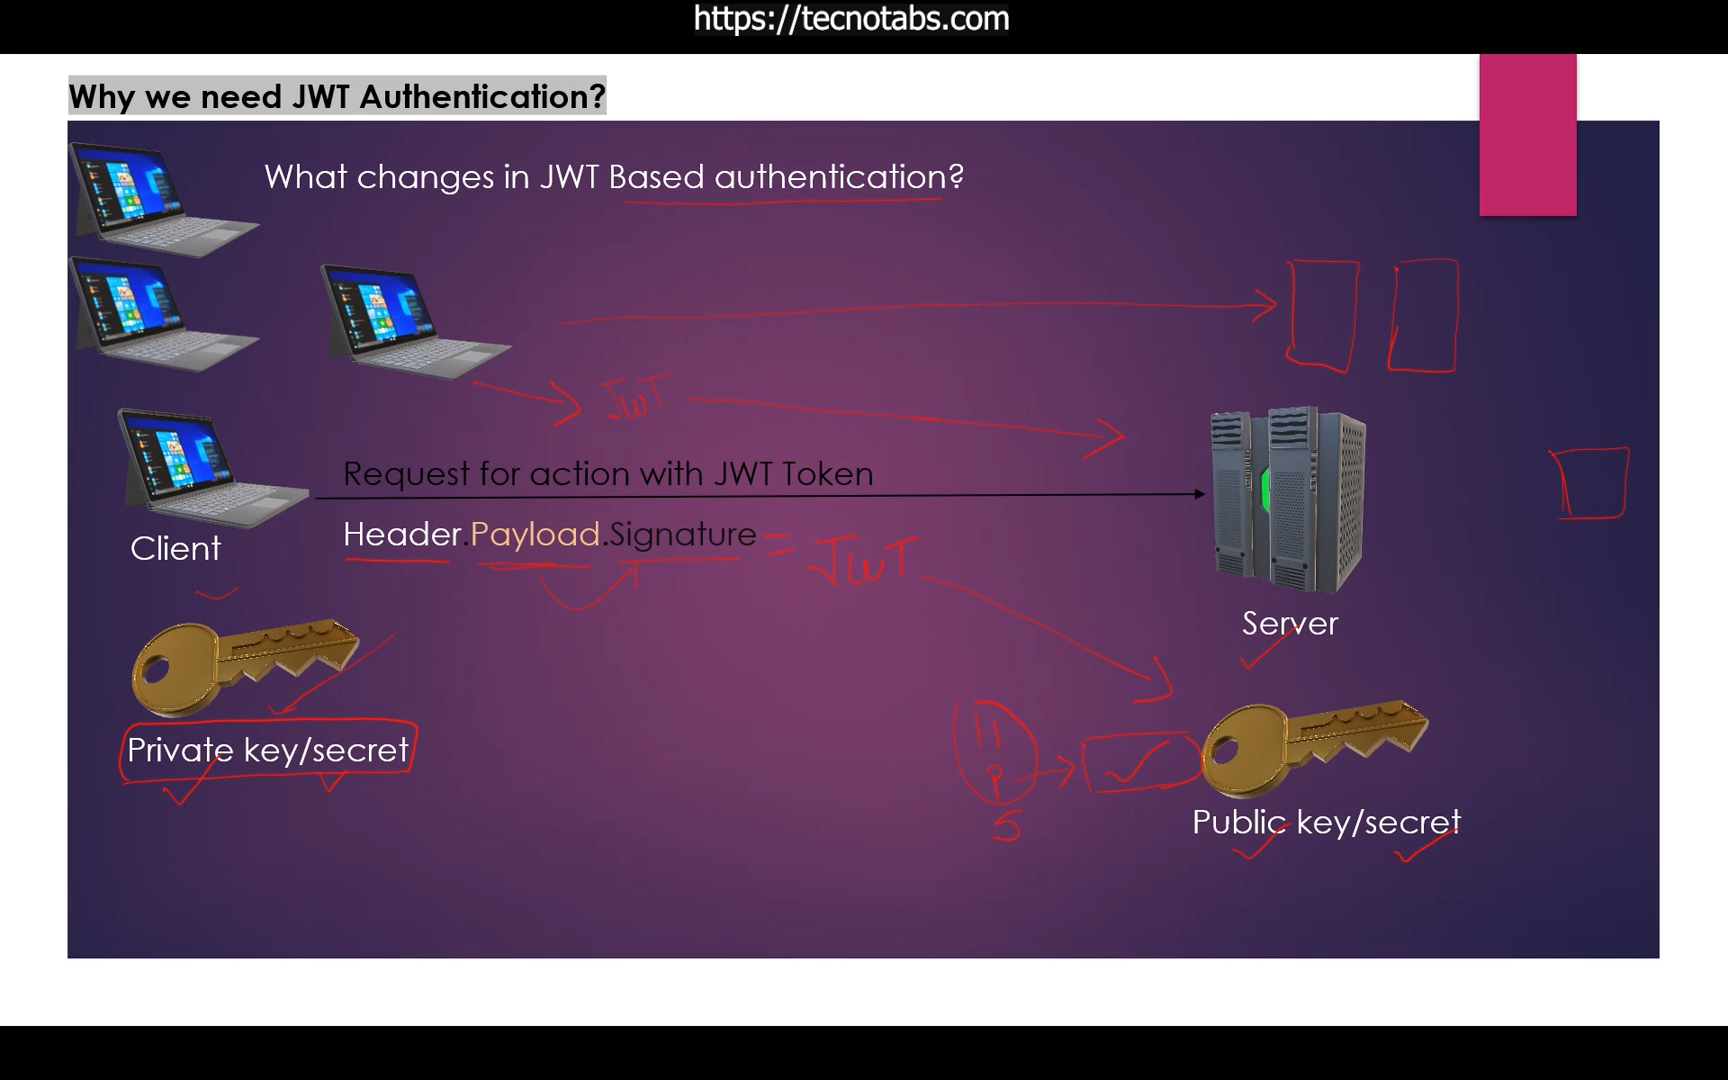 https://tecnotabs.com
Why we need JWT Authentication?
What changes in JWT Based authentication?
JWT
Request for action with JWT Token
Header.Payload.Signature = JWT
Client
Server
Private key/secret
H
P
S
Public key/secret